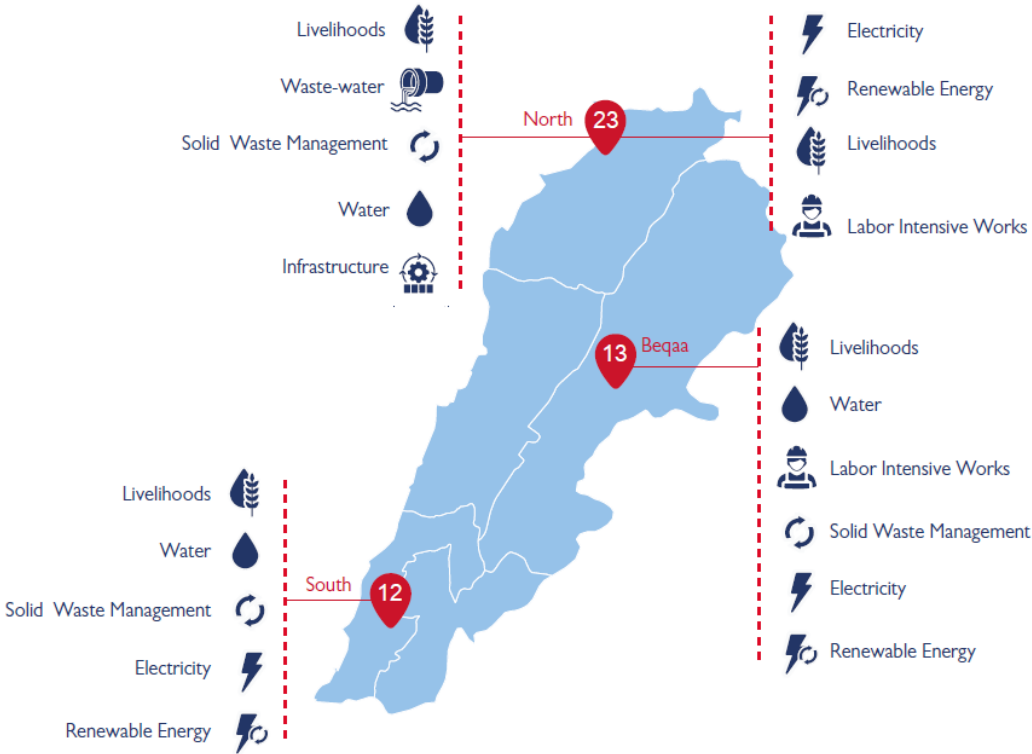 Livelihoods
Waste-water
Solid Waste Management
Water
Infrastructure
North
23
Electricity
Renewable Energy
Livelihoods
Labor Intensive Works
13
Beqaa
Livelihoods
Water
Labor Intensive Works
Solid Waste Management
Electricity
Renewable Energy
Livelihoods
Water
Solid Waste Management
Electricity
Renewable Energy
South
12